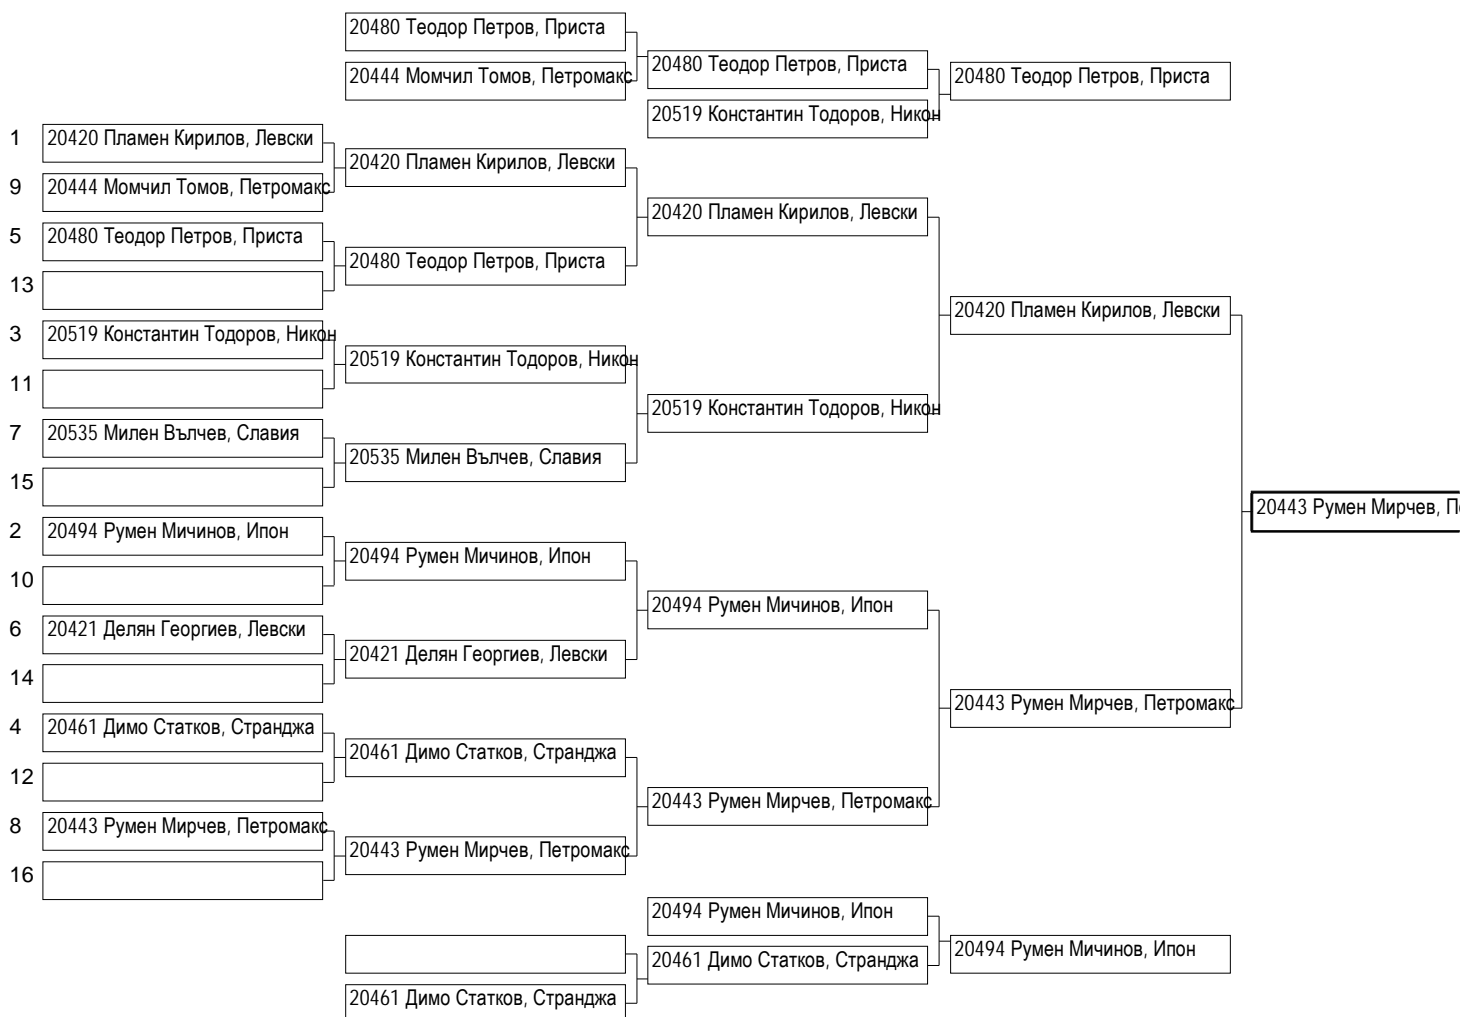 20480 Теодор Петров, Приста
20444 Момчил Томов, Петромакс
20480 Теодор Петров, Приста
20519 Константин Тодоров, Никон
20480 Теодор Петров, Приста
1 20420 Пламен Кирилов, Левски
9 20444 Момчил Томов, Петромакс
5 20480 Теодор Петров, Приста
13
3 20519 Константин Тодоров, Никон
11
7 20535 Милен Вълчев, Славия
15
2 20494 Румен Мичинов, Ипон
10
6 20421 Делян Георгиев, Левски
14
4 20461 Димо Статков, Странджа
12
8 20443 Румен Мирчев, Петромакс
16
20420 Пламен Кирилов, Левски
20480 Теодор Петров, Приста
20519 Константин Тодоров, Никон
20535 Милен Вълчев, Славия
20494 Румен Мичинов, Ипон
20421 Делян Георгиев, Левски
20461 Димо Статков, Странджа
20443 Румен Мирчев, Петромакс
20420 Пламен Кирилов, Левски
20519 Константин Тодоров, Никон
20494 Румен Мичинов, Ипон
20443 Румен Мирчев, Петромакс
20420 Пламен Кирилов, Левски
20443 Румен Мирчев, Петромакс
20443 Румен Мирчев,
20461 Димо Статков, Странджа
20494 Румен Мичинов, Ипон
20461 Димо Статков, Странджа
20494 Румен Мичинов, Ипон